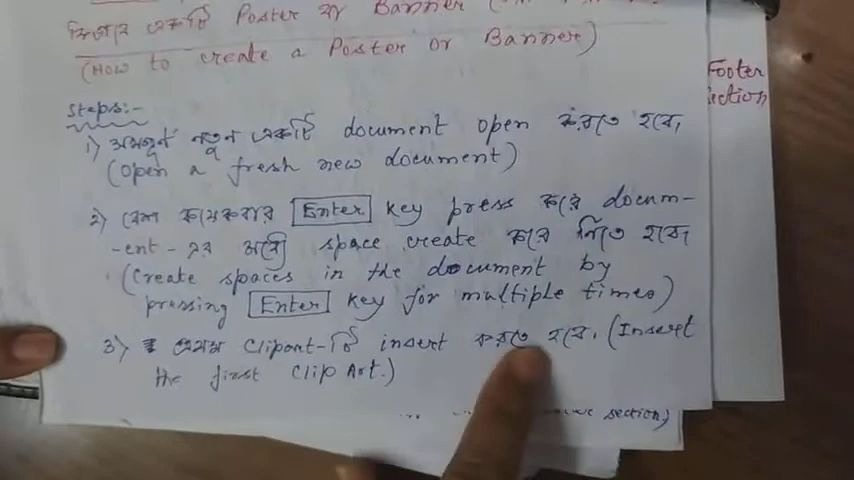 কিভাবে একটি Poster বা Banner
(How to create a Poster or Banner)
Footer
section
Steps:-
1) সম্পূর্ণ নতুন একটি document open করতে হবে,
(Open a fresh new document)
2) বেশ কয়েকবার Enter key press করে docum-
-ent-এর মধ্যে space create করে নিতে হবে,
(Create spaces in the document by
pressing Enter key for multiple times)
3) প্রথম clipart-টি insert করতে হবে. (Insert
the first Clip Art.)
section)